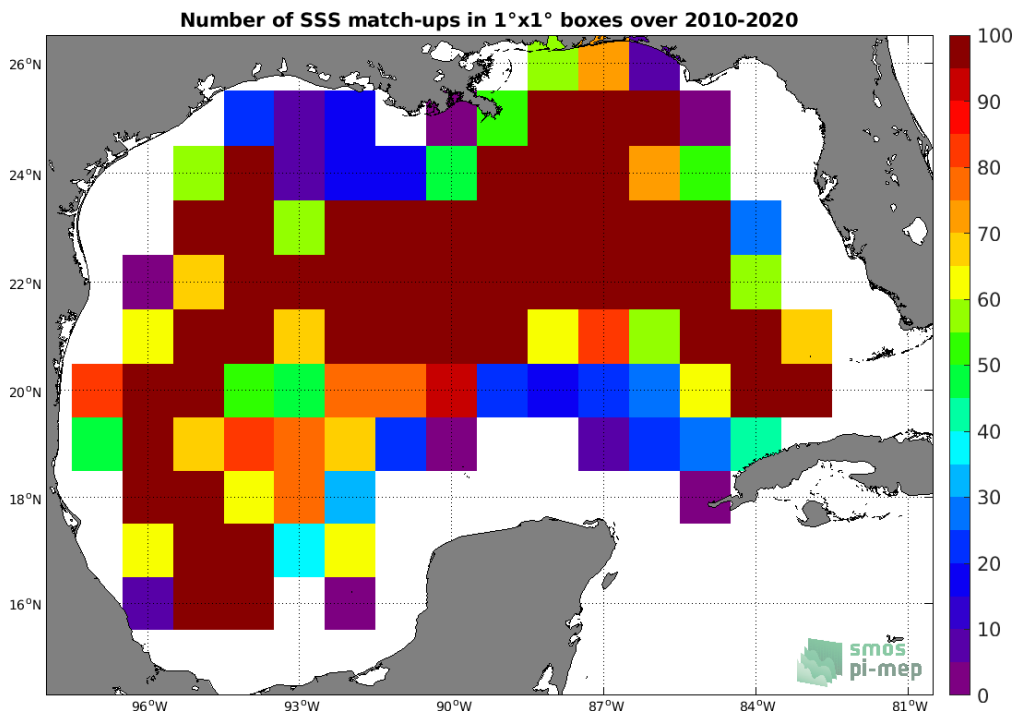 Number of SSS match-ups in 1°x1° boxes over 2010-2020
26°N
24°N
22°N
20°N
18°N
16°N
96°W
93°W
90°W
87°W
84°W
81°W
100
90
80
70
60
50
40
30
20
10
0
smos
pi-mep